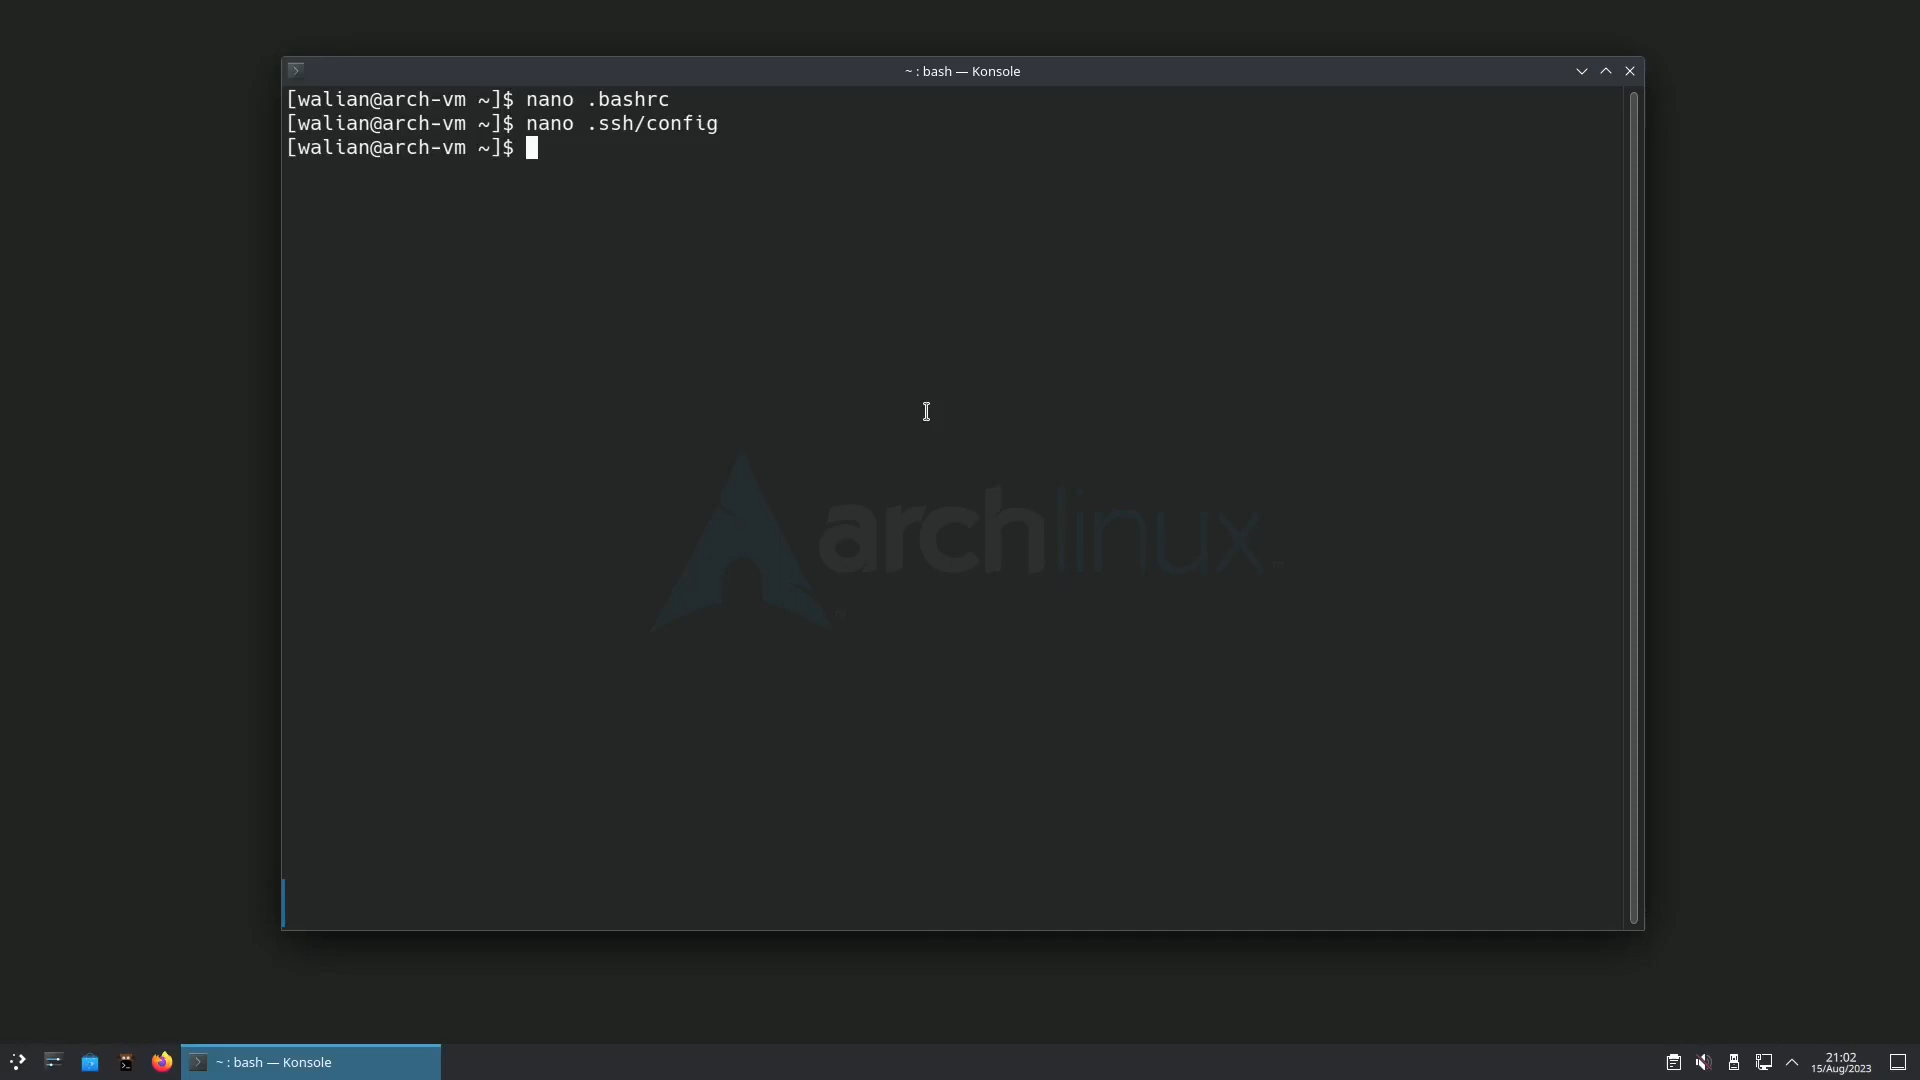 ~ : bash — Konsole
[walian@arch-vm ~]$ nano .bashrc
[walian@arch-vm ~]$ nano .ssh/config
[walian@arch-vm ~]$
archlinux™
~ : bash — Konsole
21:02
15/Aug/2023